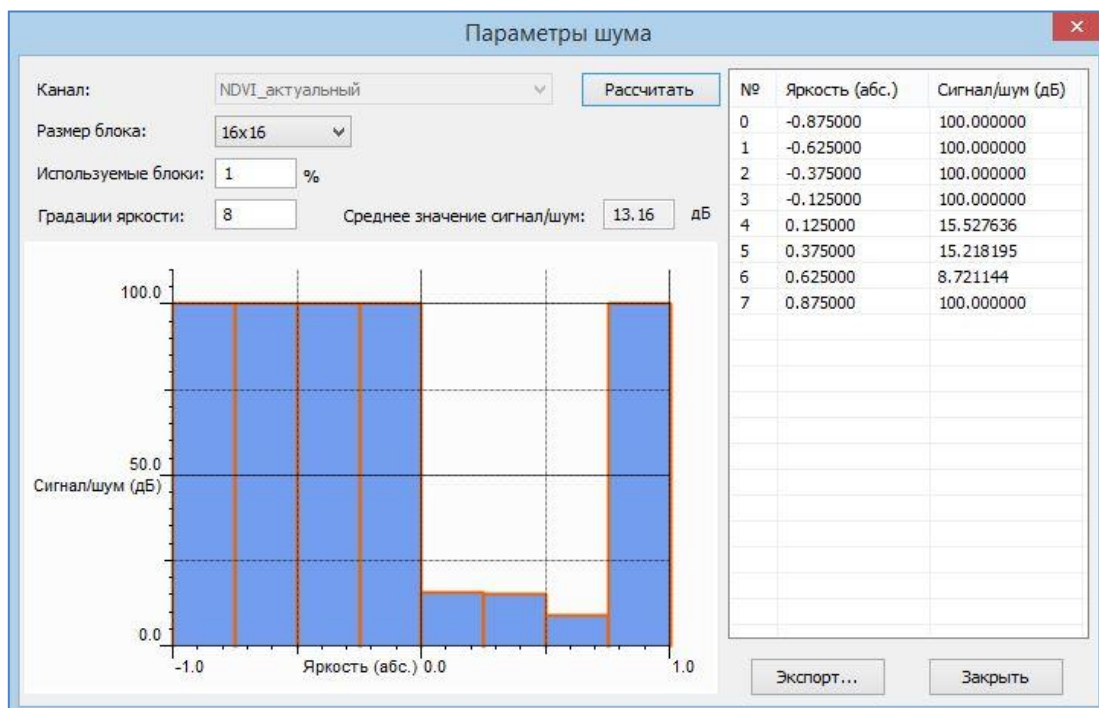 Параметры шума
Канал: NDVI_актуальный Рассчитать
Размер блока: 16x16
Используемые блоки: 1 %
Градации яркости: 8 Среднее значение сигнал/шум: 13.16 дБ
100.0
50.0
Сигнал/шум (дБ)
0.0
-1.0 Яркость (абс.) 0.0 1.0
№ Яркость (абс.) Сигнал/шум (дБ)
0 -0.875000 100.000000
1 -0.625000 100.000000
2 -0.375000 100.000000
3 -0.125000 100.000000
4 0.125000 15.527636
5 0.375000 15.218195
6 0.625000 8.721144
7 0.875000 100.000000
Экспорт... Закрыть